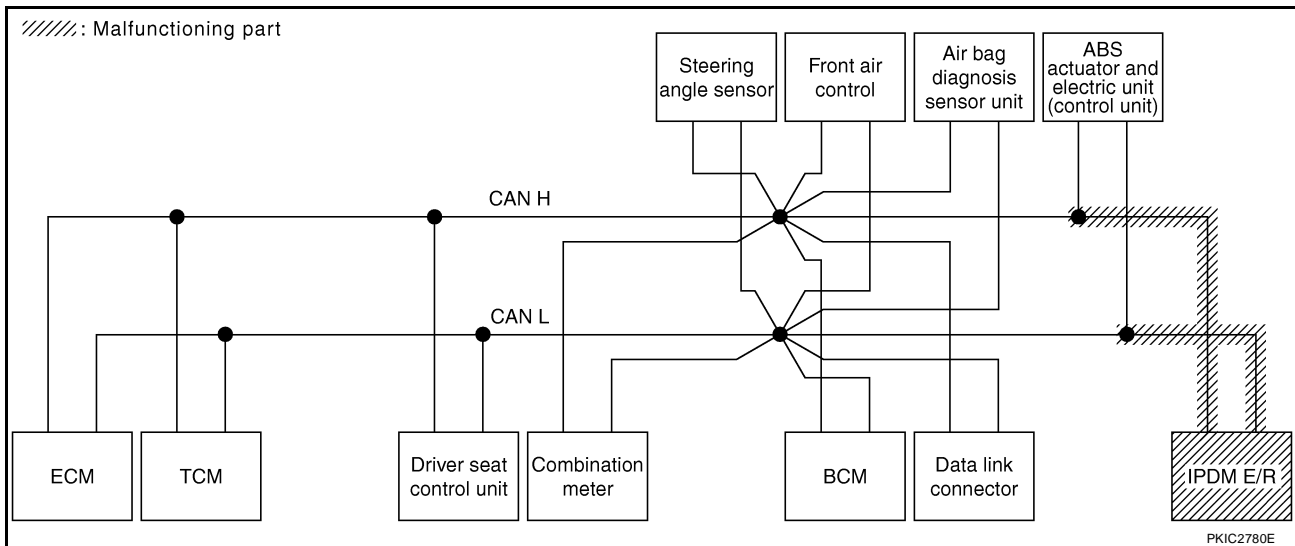 : Malfunctioning part
Steering
angle sensor
Front air
control
Air bag
diagnosis
sensor unit
ABS
actuator and
electric unit
(control unit)
CAN H
CAN L
ECM
TCM
Driver seat
control unit
Combination
meter
BCM
Data link
connector
IPDM E/R
PKIC2780E